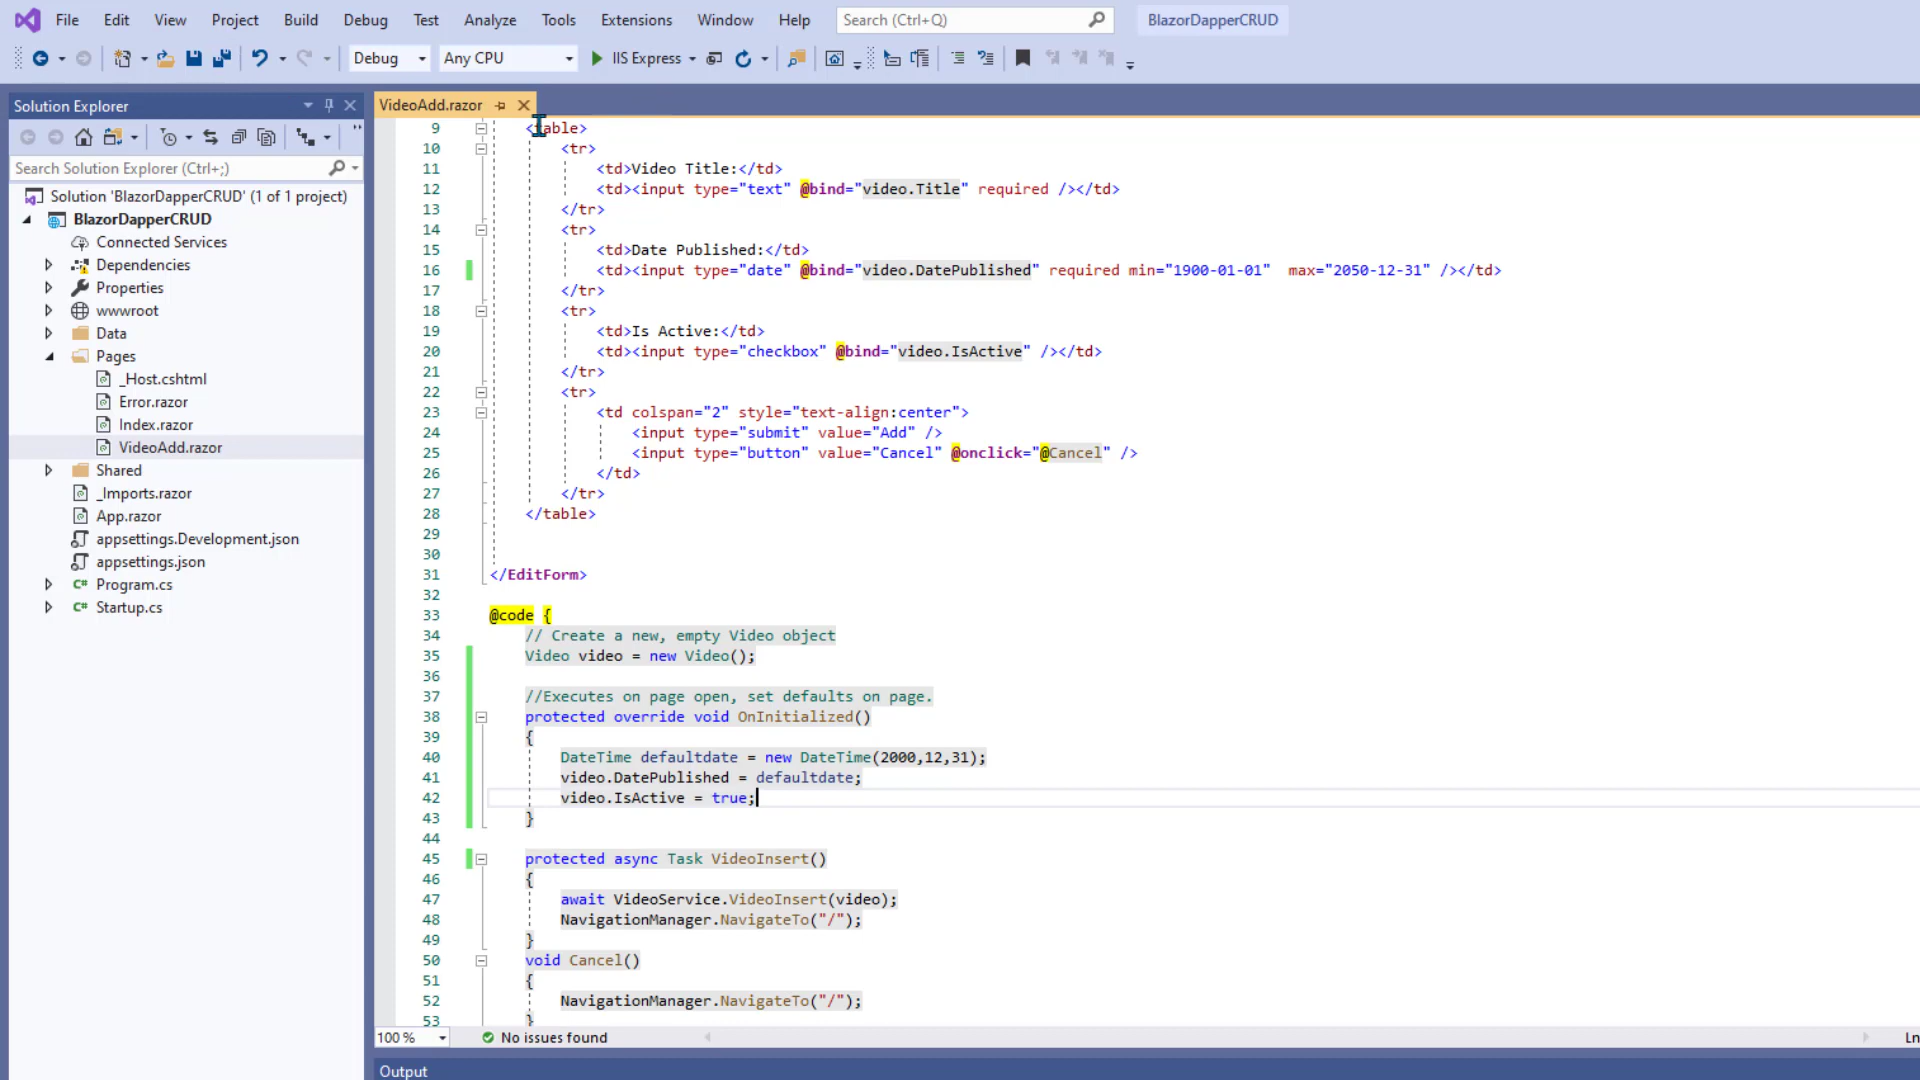 File Edit View Project Build Debug Test Analyze Tools Extensions Window Help Search (Ctrl+Q) BlazorDapperCRUD
Debug Any CPU IIS Express
Solution Explorer
Search Solution Explorer (Ctrl+;)
Solution 'BlazorDapperCRUD' (1 of 1 project)
BlazorDapperCRUD
Connected Services
Dependencies
Properties
wwwroot
Data
Pages
_Host.cshtml
Error.razor
Index.razor
VideoAdd.razor
Shared
_Imports.razor
App.razor
appsettings.Development.json
appsettings.json
C# Program.cs
C# Startup.cs
VideoAdd.razor
9 <table>
10 <tr>
11 <td>Video Title:</td>
12 <td><input type="text" @bind="video.Title" required /></td>
13 </tr>
14 <tr>
15 <td>Date Published:</td>
16 <td><input type="date" @bind="video.DatePublished" required min="1900-01-01"  max="2050-12-31" /></td>
17 </tr>
18 <tr>
19 <td>Is Active:</td>
20 <td><input type="checkbox" @bind="video.IsActive" /></td>
21 </tr>
22 <tr>
23 <td colspan="2" style="text-align:center">
24 <input type="submit" value="Add" />
25 <input type="button" value="Cancel" @onclick="@Cancel" />
26 </td>
27 </tr>
28 </table>
29
30
31 </EditForm>
32
33 @code {
34 // Create a new, empty Video object
35 Video video = new Video();
36
37 //Executes on page open, set defaults on page.
38 protected override void OnInitialized()
39 {
40 DateTime defaultdate = new DateTime(2000,12,31);
41 video.DatePublished = defaultdate;
42 video.IsActive = true;
43 }
44
45 protected async Task VideoInsert()
46 {
47 await VideoService.VideoInsert(video);
48 NavigationManager.NavigateTo("/");
49 }
50 void Cancel()
51 {
52 NavigationManager.NavigateTo("/");
53 }
100 % No issues found Ln
Output